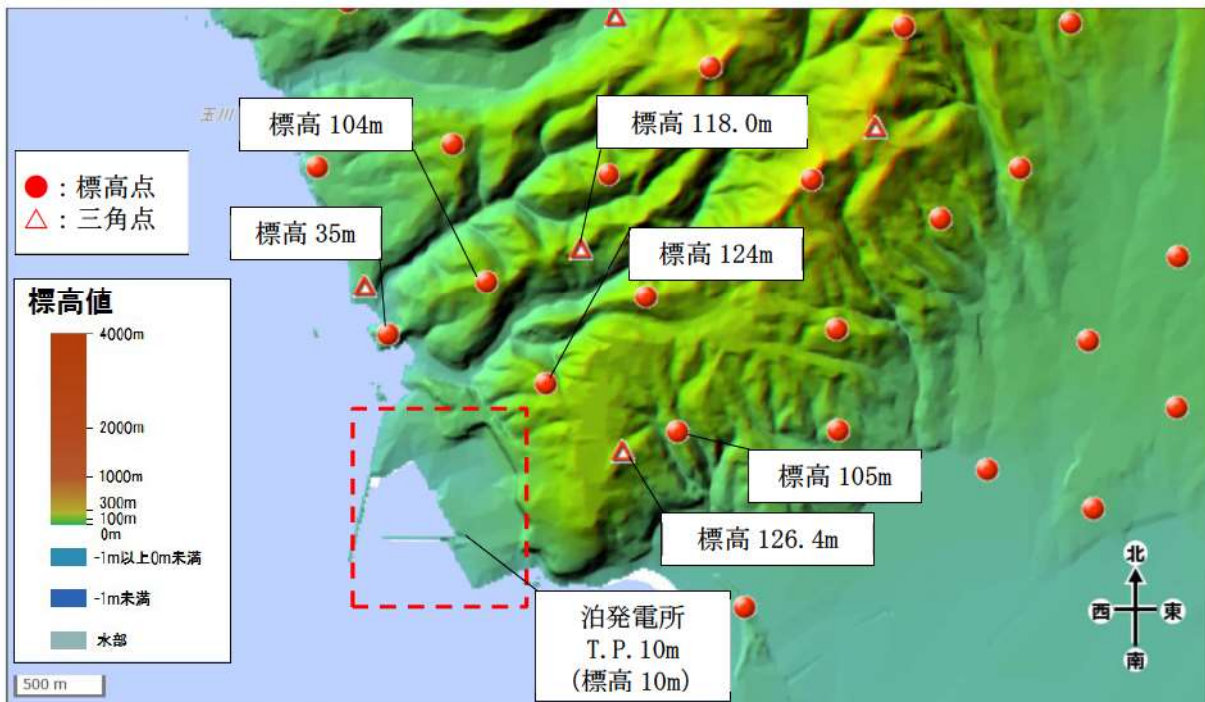 玉川
標高 104m
標高 118.0m
●：標高点
△：三角点
標高 35m
標高 124m
標高値
4000m
2000m
1000m
300m
100m
0m
-1m以上0m未満
-1m未満
水部
標高 105m
標高 126.4m
泊発電所
T.P.10m
(標高 10m)
北
西 東
南
500 m